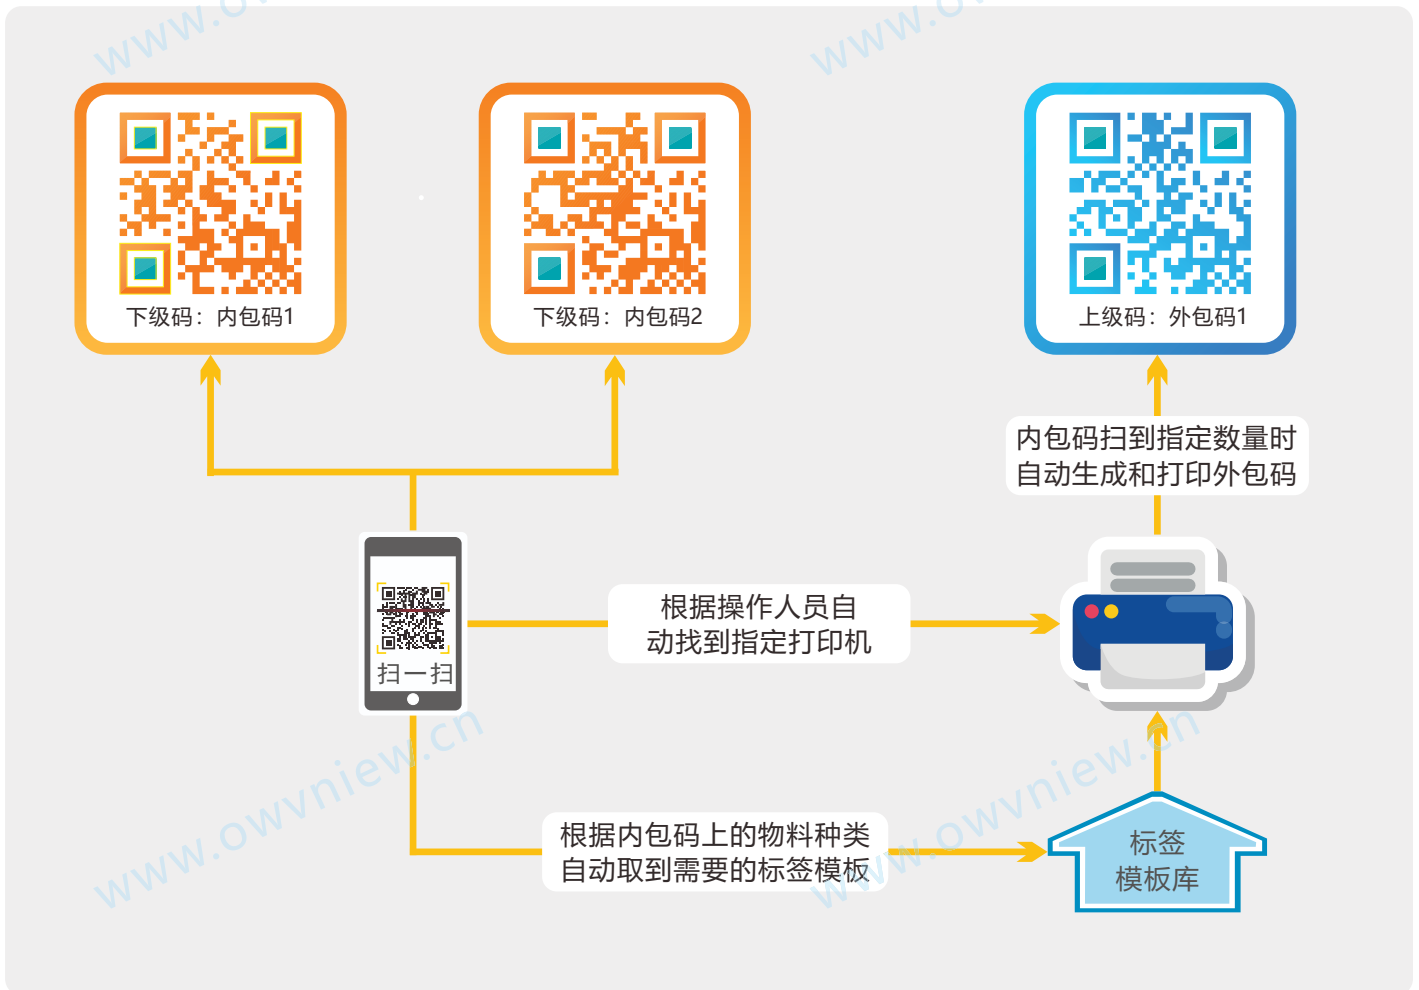 www.owvniew.cn
www.owvniew.cn
下级码：内包码1
下级码：内包码2
上级码：外包码1
内包码扫到指定数量时
自动生成和打印外包码
扫一扫
根据操作人员自
动找到指定打印机
根据内包码上的物料种类
自动取到需要的标签模板
标签
模板库